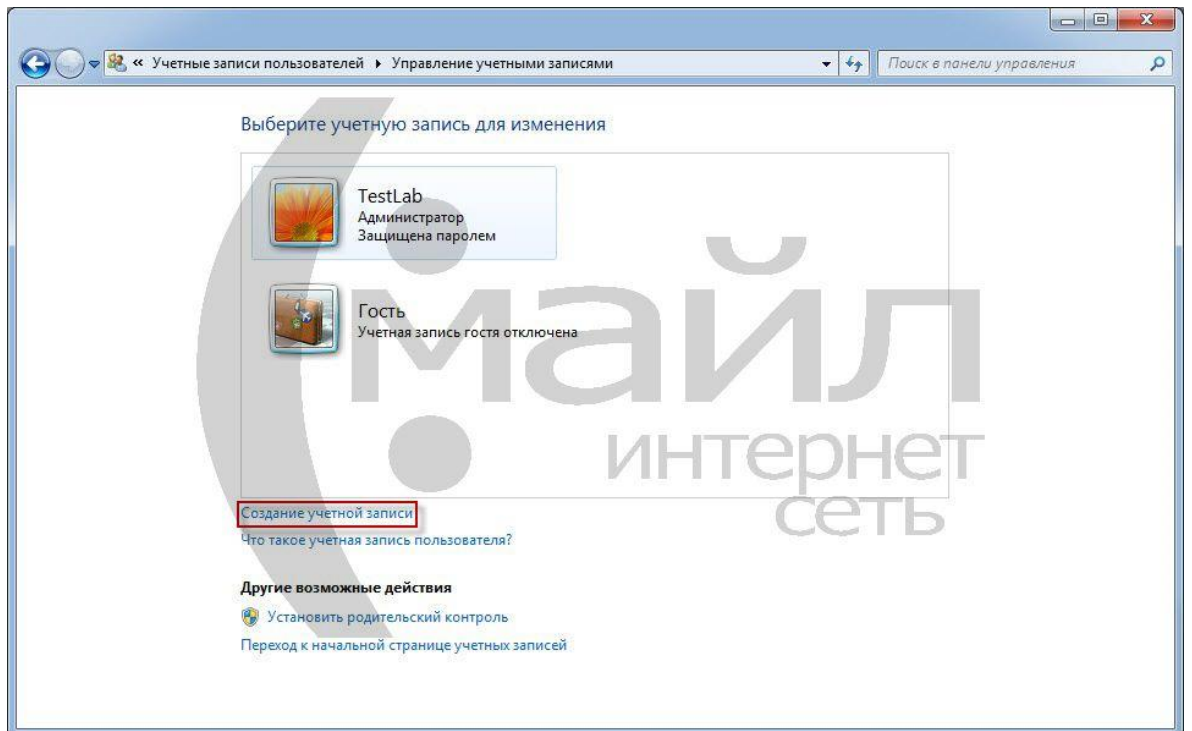 « Учетные записи пользователей ▸ Управление учетными записями
Поиск в панели управления
Выберите учетную запись для изменения
TestLab
Администратор
Защищена паролем
Гость
Учетная запись гостя отключена
майл
интернет
сеть
Создание учетной записи
Что такое учетная запись пользователя?
Другие возможные действия
Установить родительский контроль
Переход к начальной странице учетных записей